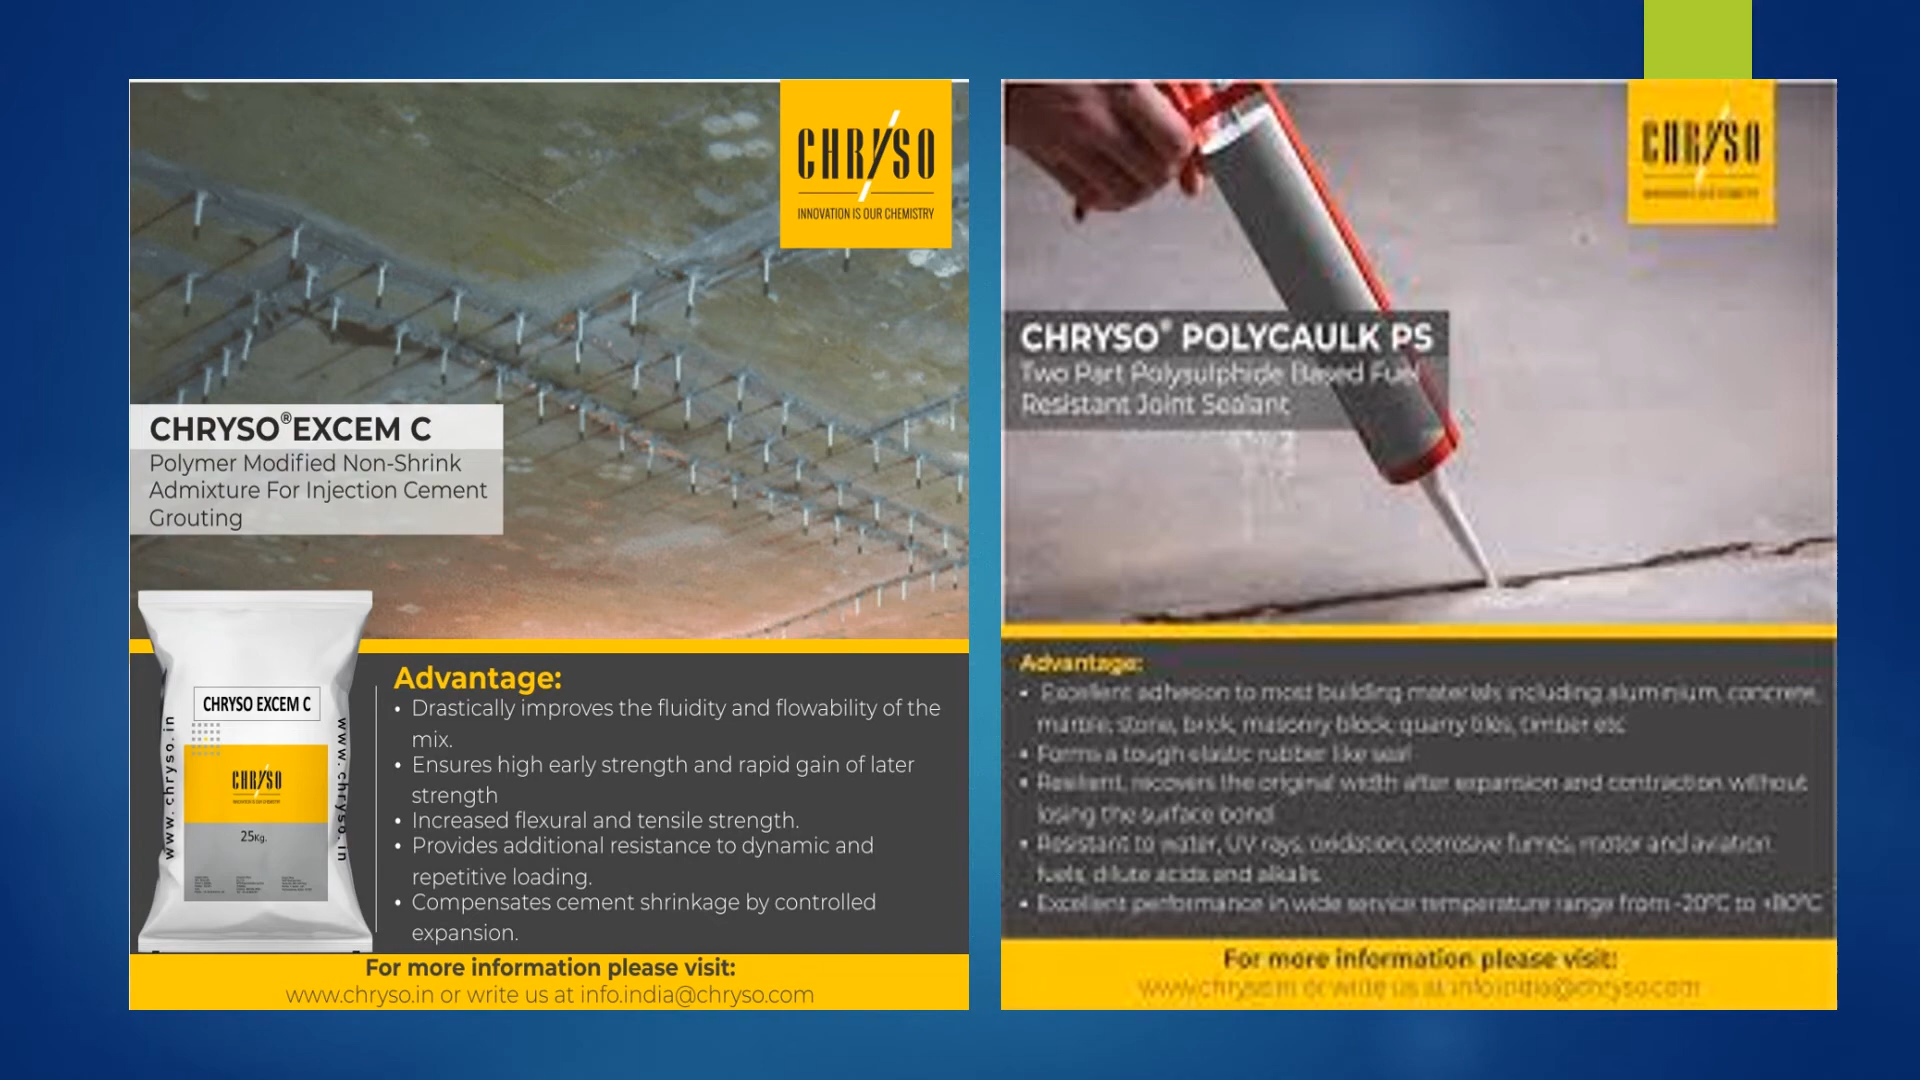 CHRYSO
INNOVATION IS OUR CHEMISTRY
CHRYSO®EXCEM C
Polymer Modified Non-Shrink
Admixture For Injection Cement
Grouting
CHRYSO EXCEM C
www.chryso.in
www.chryso.in
CHRYSO
INNOVATION IS OUR CHEMISTRY
25Kg.
Advantage:
• Drastically improves the fluidity and flowability of the
mix.
• Ensures high early strength and rapid gain of later
strength
• Increased flexural and tensile strength.
• Provides additional resistance to dynamic and
repetitive loading.
• Compensates cement shrinkage by controlled
expansion.
For more information please visit:
www.chryso.in or write us at info.india@chryso.com
CHRYSO
INNOVATION IS OUR CHEMISTRY
CHRYSO® POLYCAULK PS
Two Part Polysulphide Based Fuel
Resistant Joint Sealant
Advantage:
• Excellent adhesion to most building materials including aluminium, concrete,
marble, stone, brick, masonry block, quarry tiles, timber etc
• Forms a tough elastic rubber like seal
• Resilient, recovers the original width after expansion and contraction without
losing the surface bond
• Resistant to water, UV rays, oxidation, corrosive fumes, motor and aviation
fuels, dilute acids and alkalis.
• Excellent performance in wide service temperature range from -20°C to +80°C
For more information please visit:
www.chryso.in or write us at info.india@chryso.com